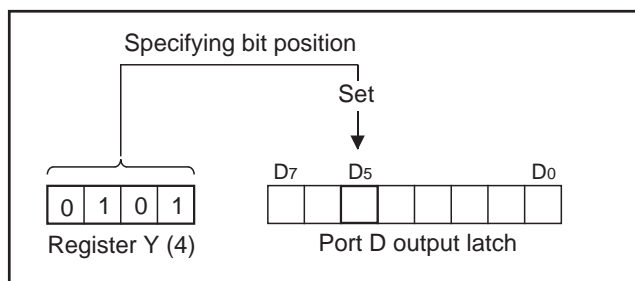 Specifying bit position
Set
D7 D5 D0
0 1 0 1
Register Y (4)
Port D output latch